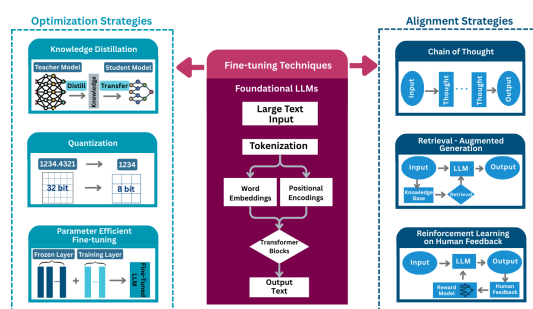 Optimization Strategies
Knowledge Distillation
Teacher Model
Student Model
Distill
Knowledge
Transfer
Quantization
1234.4321
1234
32 bit
8 bit
Parameter Efficient
Fine-tuning
Frozen Layer
Training Layer
...
+
...
Fine-Tuned
LLM
Fine-tuning Techniques
Foundational LLMs
Large Text
Input
Tokenization
Word
Embeddings
Positional
Encodings
Transformer
Blocks
Output
Text
Alignment Strategies
Chain of Thought
Input
Thought
...
Thought
Output
Retrieval - Augmented
Generation
Input
LLM
Output
Knowledge
Base
Retrieval
Reinforcement Learning
on Human Feedback
Input
LLM
Output
Reward
Model
Human
Feedback